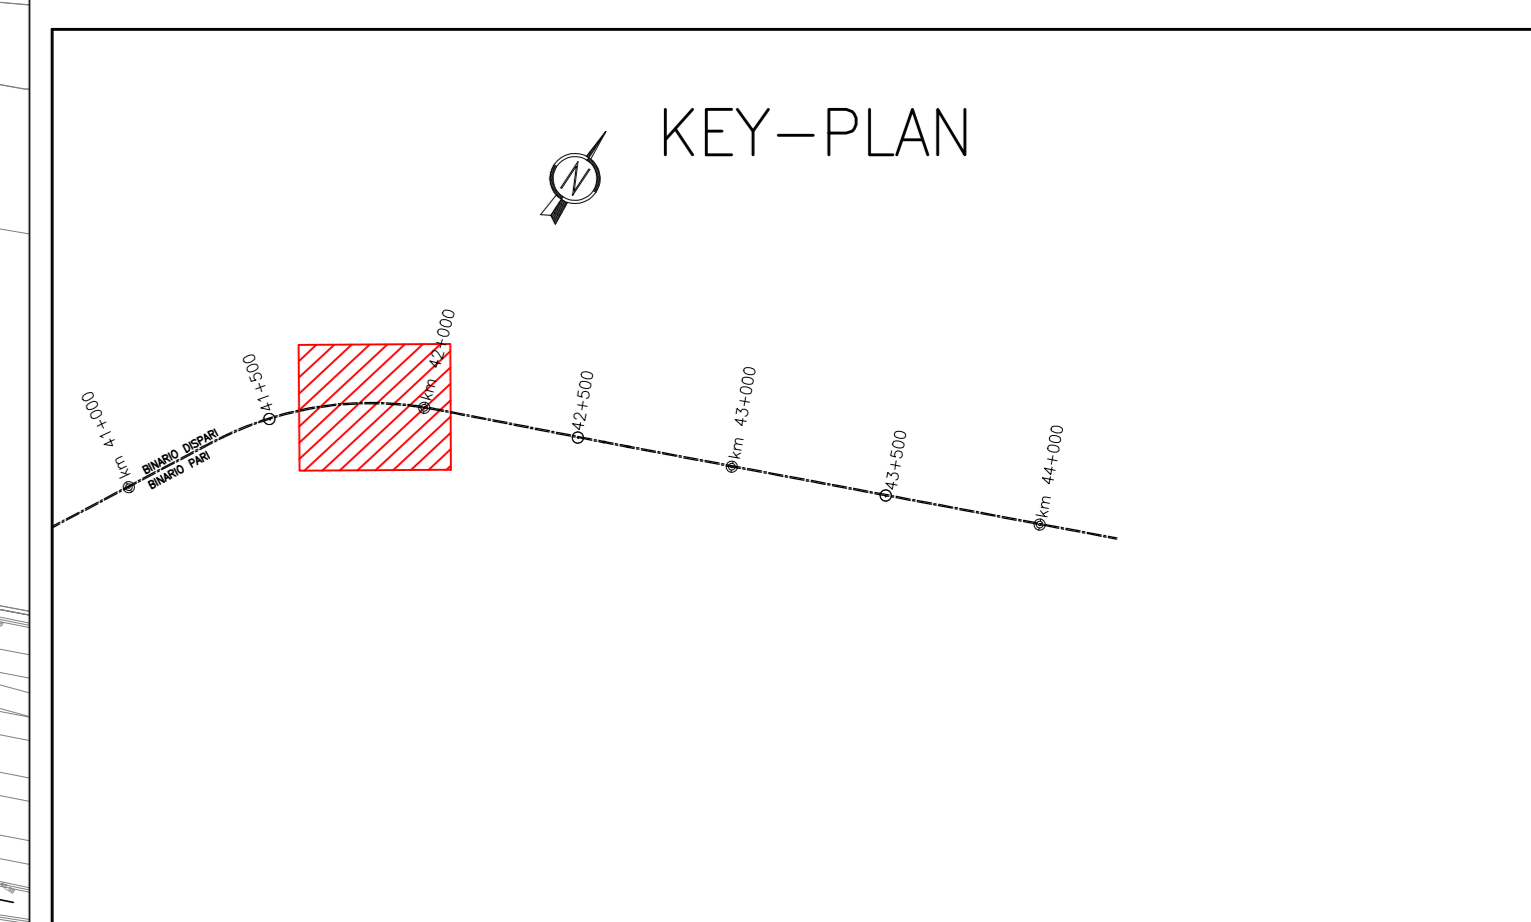 KEY-PLAN
N
km 41+000
BINARIO DISPARI
BINARIO PARI
41+500
km 42+000
42+500
km 43+000
43+500
km 44+000